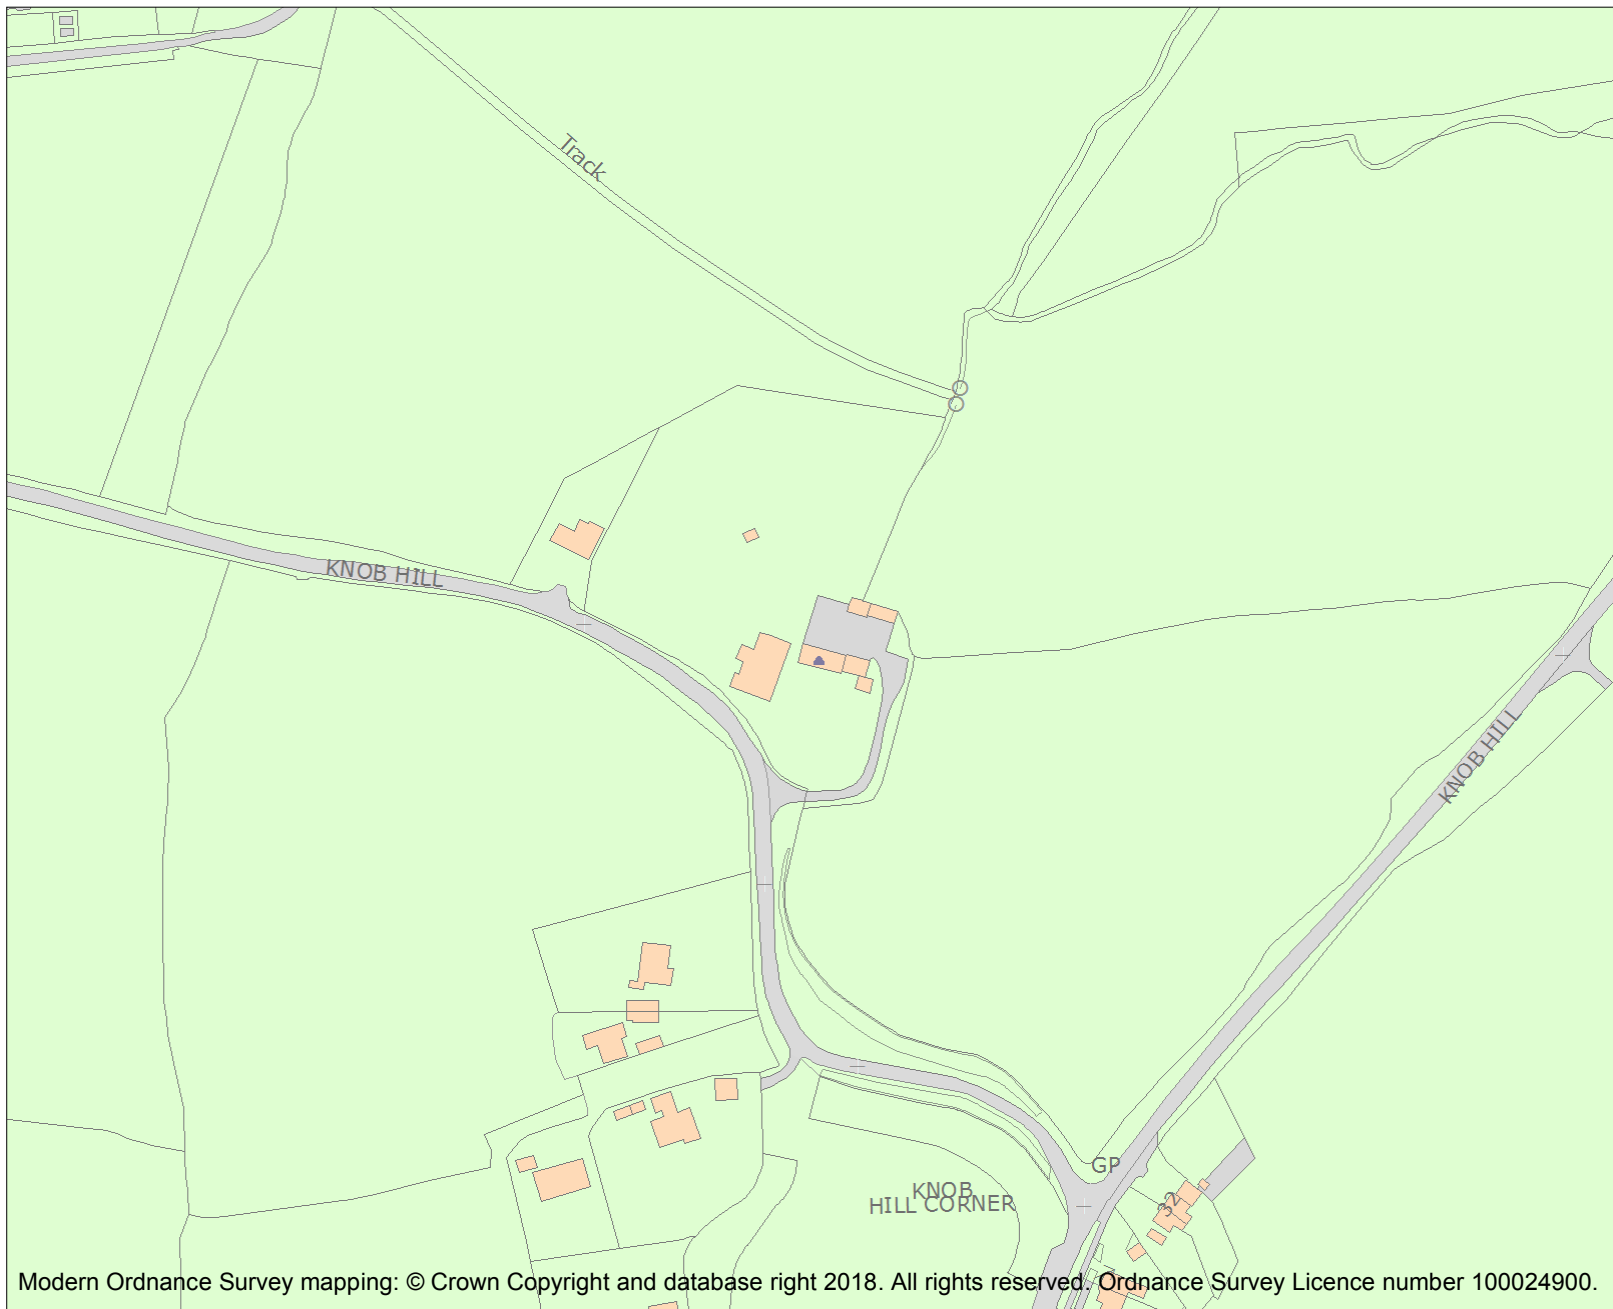 Track
KNOB HILL
KNOB HILL
GP
32
KNOB
HILL CORNER
Modern Ordnance Survey mapping: © Crown Copyright and database right 2018. All rights reserved. Ordnance Survey Licence number 100024900.